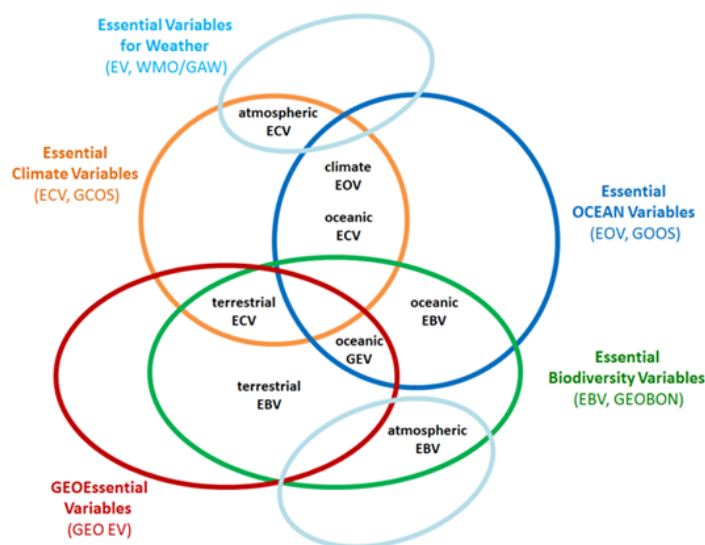 Essential Variables
for Weather
(EV, WMO/GAW)
atmospheric
ECV
Essential
Climate Variables
(ECV, GCOS)
climate
EOV
oceanic
ECV
Essential
OCEAN Variables
(EOV, GOOS)
terrestrial
ECV
oceanic
EBV
oceanic
GEV
terrestrial
EBV
Essential
Biodiversity Variables
(EBV, GEOBON)
atmospheric
EBV
GEOEssential
Variables
(GEO EV)